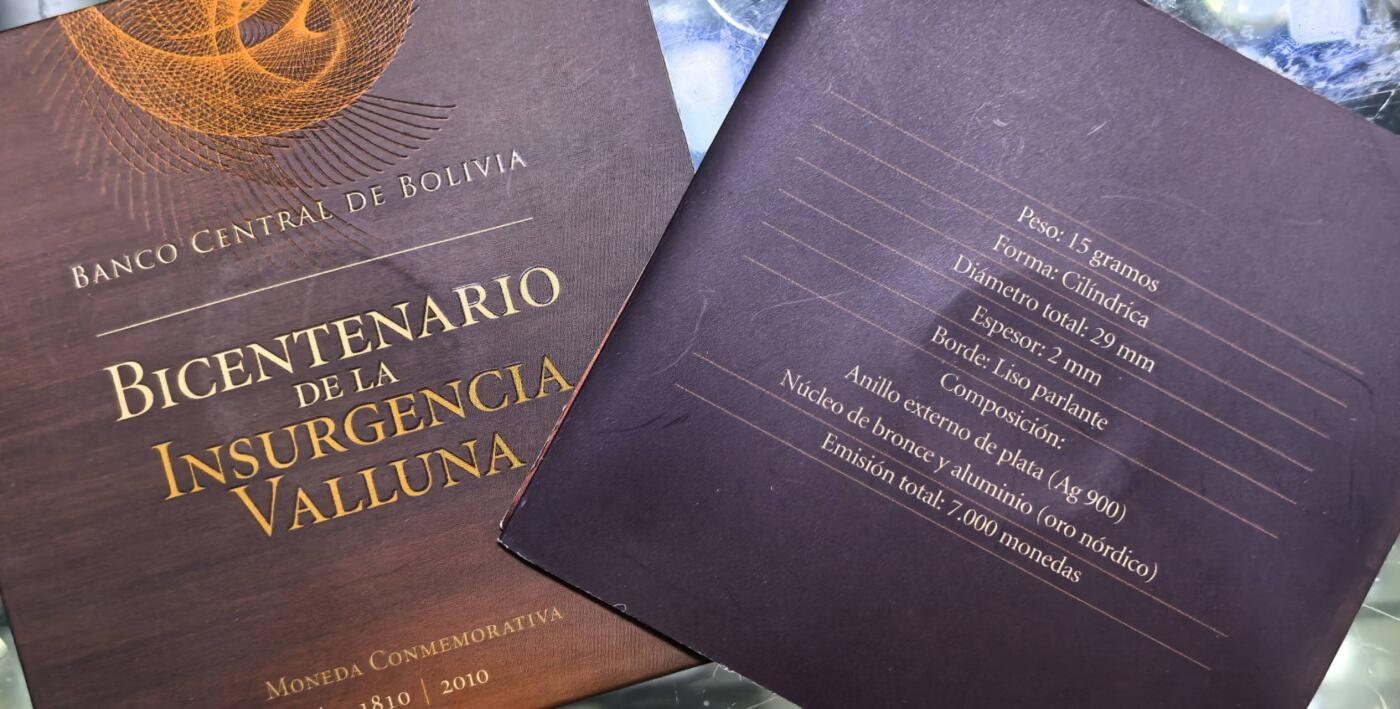 BANCO CENTRAL DE BOLIVIA
BICENTENARIO
DE LA
INSURGENCIA
VALLUNA
MONEDA CONMEMORATIVA
1810 | 2010
Peso: 15 gramos
Forma: Cilíndríca
Diámetro total: 29 mm
Espesor: 2 mm
Borde: Liso parlante
Composición:
Anillo externo de plata (Ag 900)
Núcleo de bronce y aluminio (oro nórdico)
Emisión total: 7.000 monedas